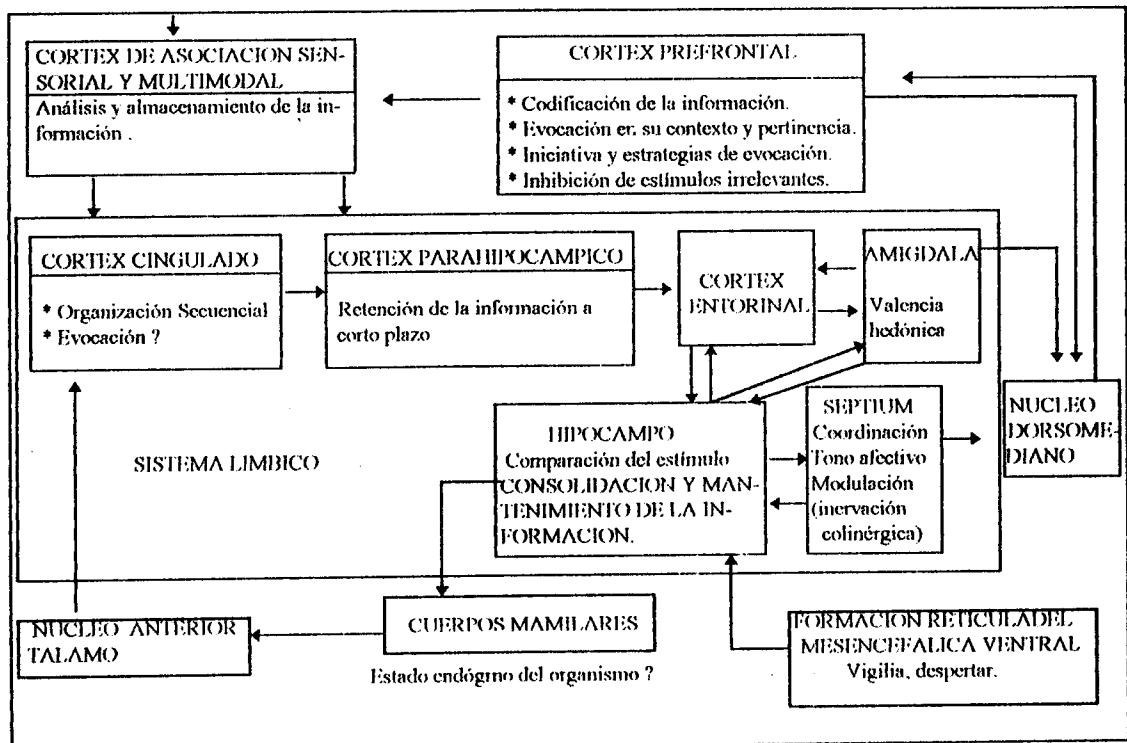 CORTEX DE ASOCIACION SEN-
SORIAL Y MULTIMODAL
Análisis y almacenamiento de la in-
formación .
CORTEX PREFRONTAL
* Codificación de la información.
* Evocación er. su contexto y pertinencia.
* Iniciativa y estrategias de evocación.
* Inhibición de estímulos irrelevantes.
CORTEX CINGULADO
* Organización Secuencial
* Evocación ?
CORTEX PARAHIPOCAMPICO
Retención de la información a
corto plazo
CORTEX
ENTORINAL
AMIGDALA
Valencia
hedónica
SISTEMA LIMBICO
HIPOCAMPO
Comparación del estímulo
CONSOLIDACION Y MAN-
TENIMIENTO DE LA IN-
FORMACION.
SEPTIUM
Coordinación
Tono afectivo
Modulación
(inervación
colinérgica)
NUCLEO
DORSOME-
DIANO
NUCLEO ANTERIOR
TALAMO
CUERPOS MAMILARES
Estado endógrno del organismo ?
FORMACION RETICULADEL
MESENCEFALICA VENTRAL
Vigilia, despertar.